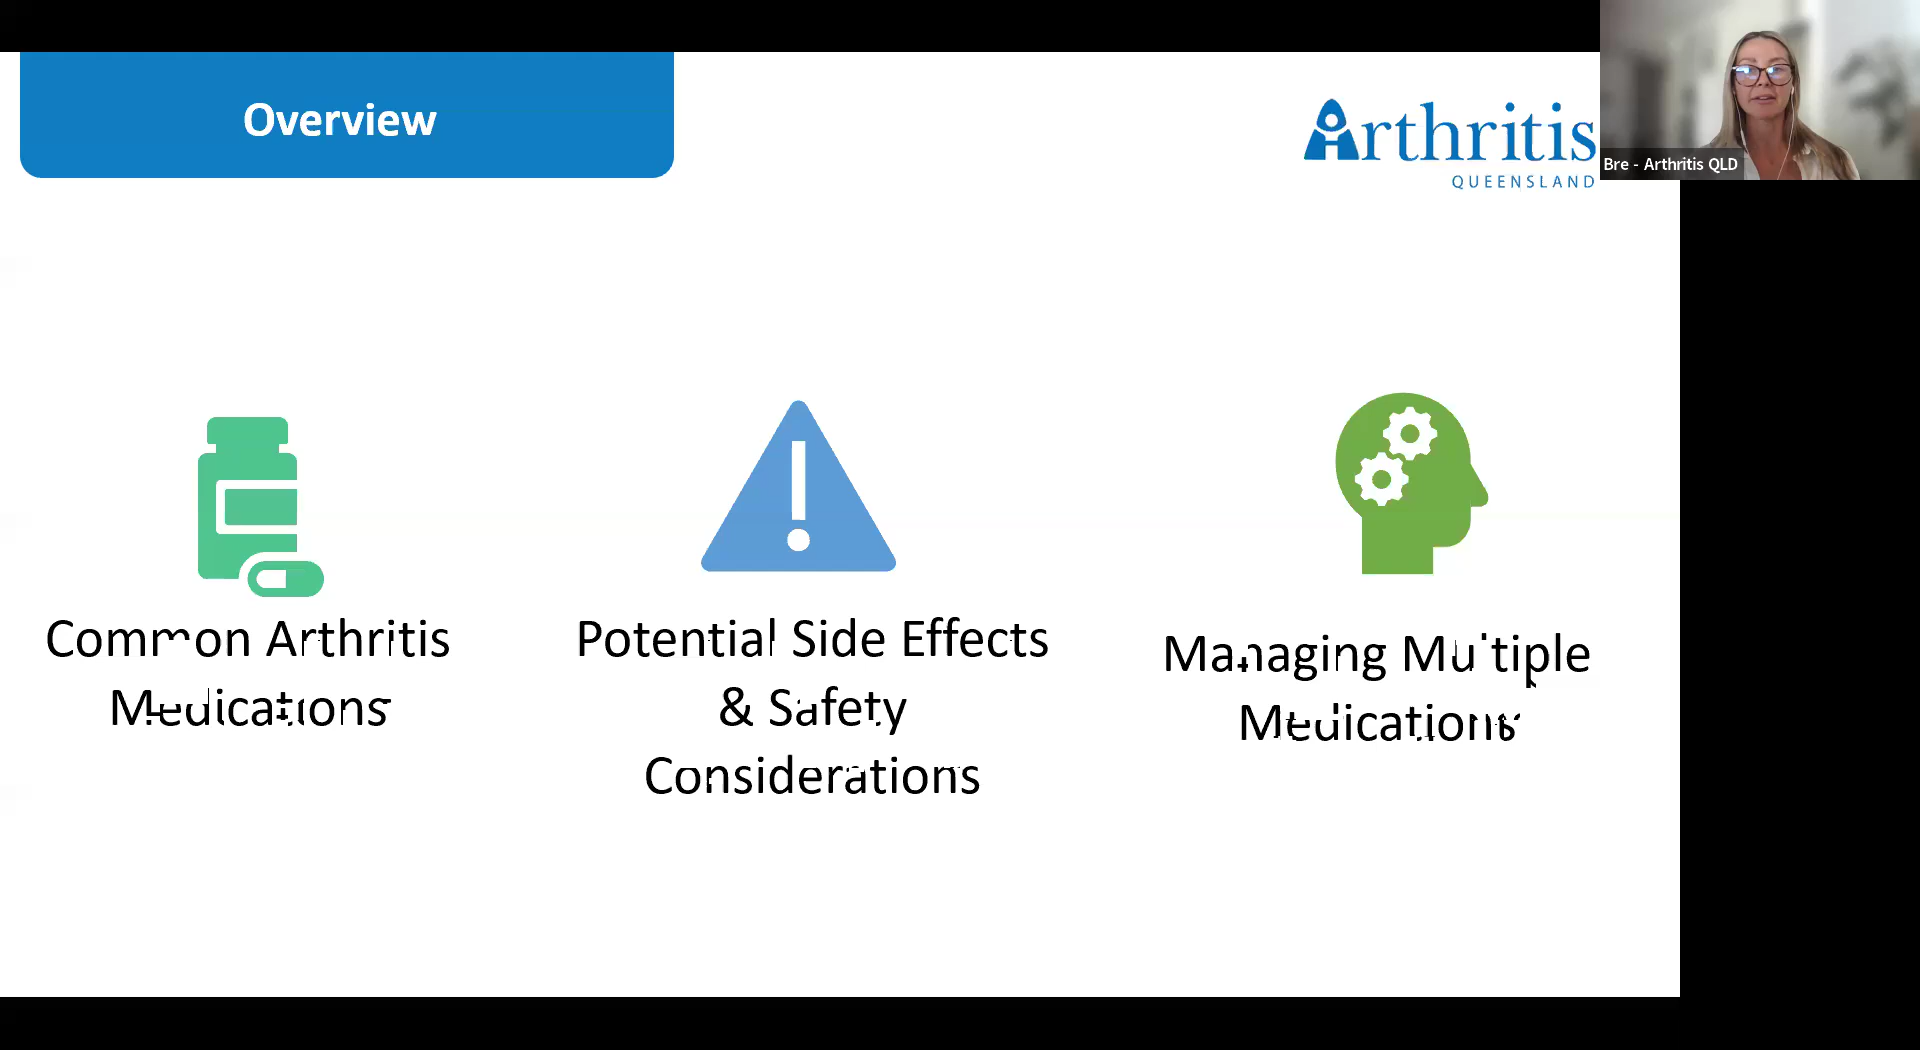 Overview
Arthritis
QUEENSLAND
Bre - Arthritis QLD
Common Arthritis
Medications
Potential Side Effects
& Safety
Considerations
Managing Multiple
Medications